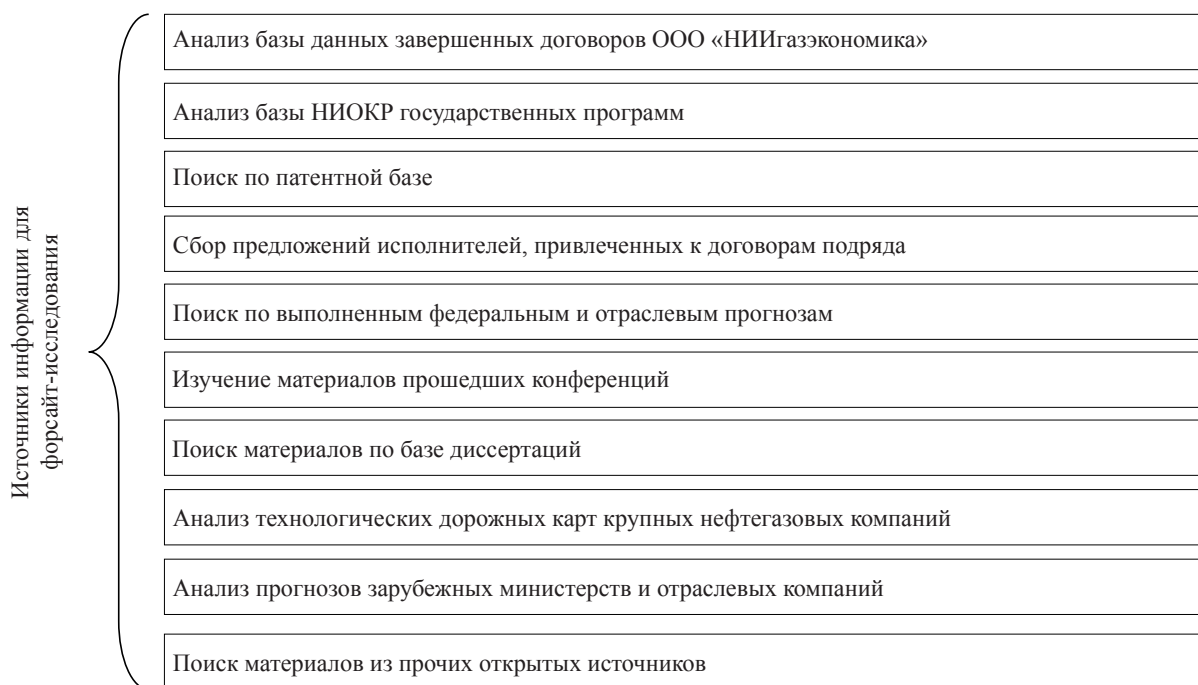 Источники информации для
форсайт-исследования
Анализ базы данных завершенных договоров ООО «НИИгазэкономика»
Анализ базы НИОКР государственных программ
Поиск по патентной базе
Сбор предложений исполнителей, привлеченных к договорам подряда
Поиск по выполненным федеральным и отраслевым прогнозам
Изучение материалов прошедших конференций
Поиск материалов по базе диссертаций
Анализ технологических дорожных карт крупных нефтегазовых компаний
Анализ прогнозов зарубежных министерств и отраслевых компаний
Поиск материалов из прочих открытых источников